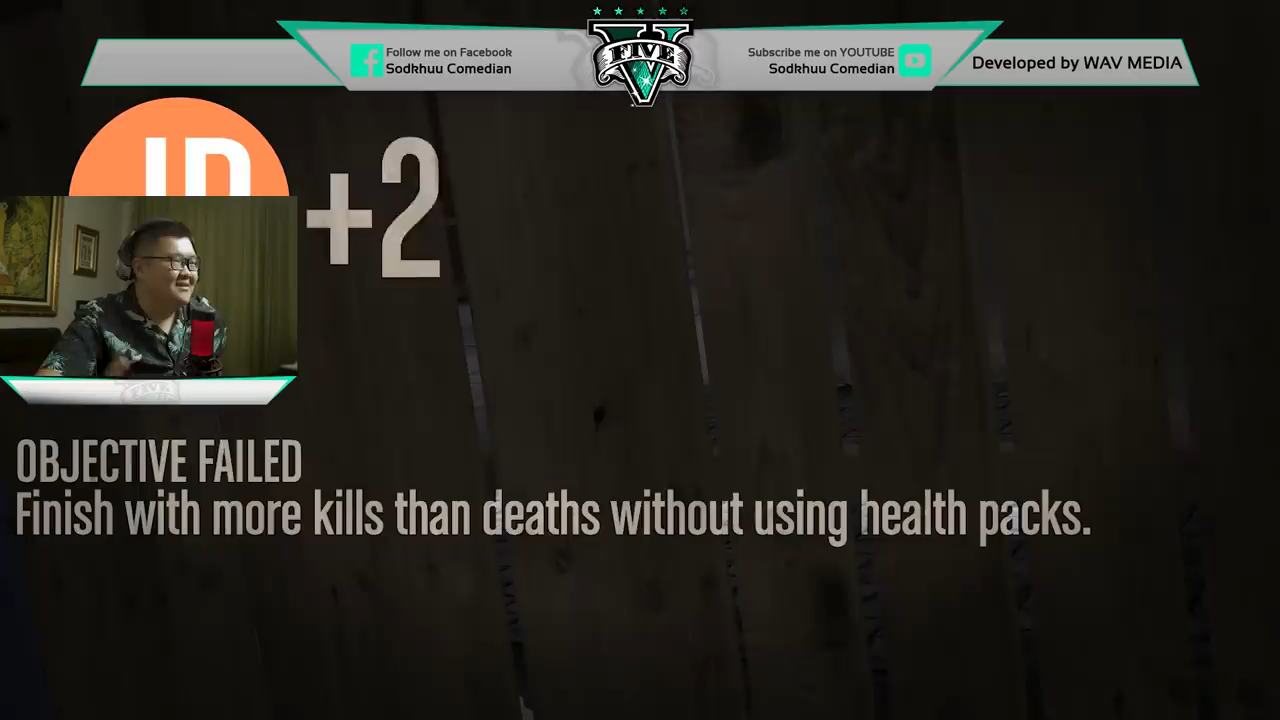 Follow me on Facebook
Sodkhuu Comedian
V
FIVE
Subscribe me on YOUTUBE
Sodkhuu Comedian
Developed by WAV MEDIA
+2
FIVE
OBJECTIVE FAILED
Finish with more kills than deaths without using health packs.